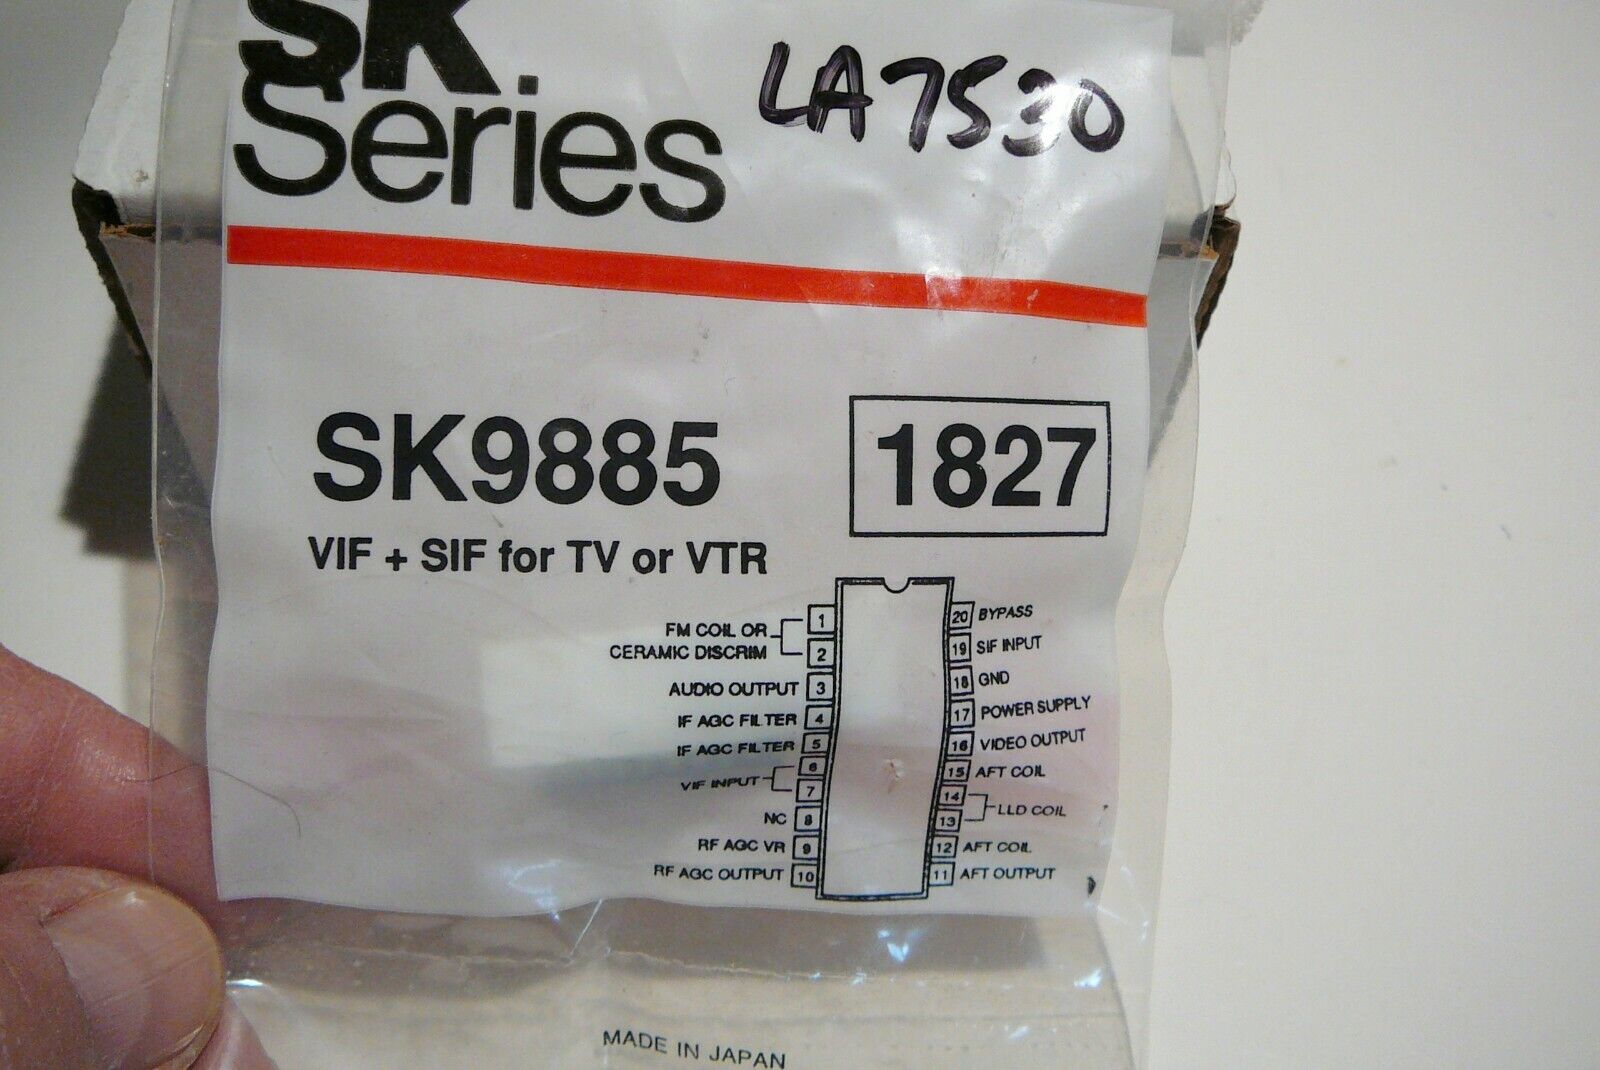 SK
Series
LA7530
SK9885
1827
VIF + SIF for TV or VTR
FM COIL OR
CERAMIC DISCRIM
1
2
AUDIO OUTPUT 3
IF AGC FILTER 4
IF AGC FILTER 5
VIF INPUT
6
7
NC 8
RF AGC VR 9
RF AGC OUTPUT 10
20 BYPASS
19 SIF INPUT
18 GND
17 POWER SUPPLY
16 VIDEO OUTPUT
15 AFT COIL
14
13
LLD COIL
12 AFT COIL
11 AFT OUTPUT
MADE IN JAPAN